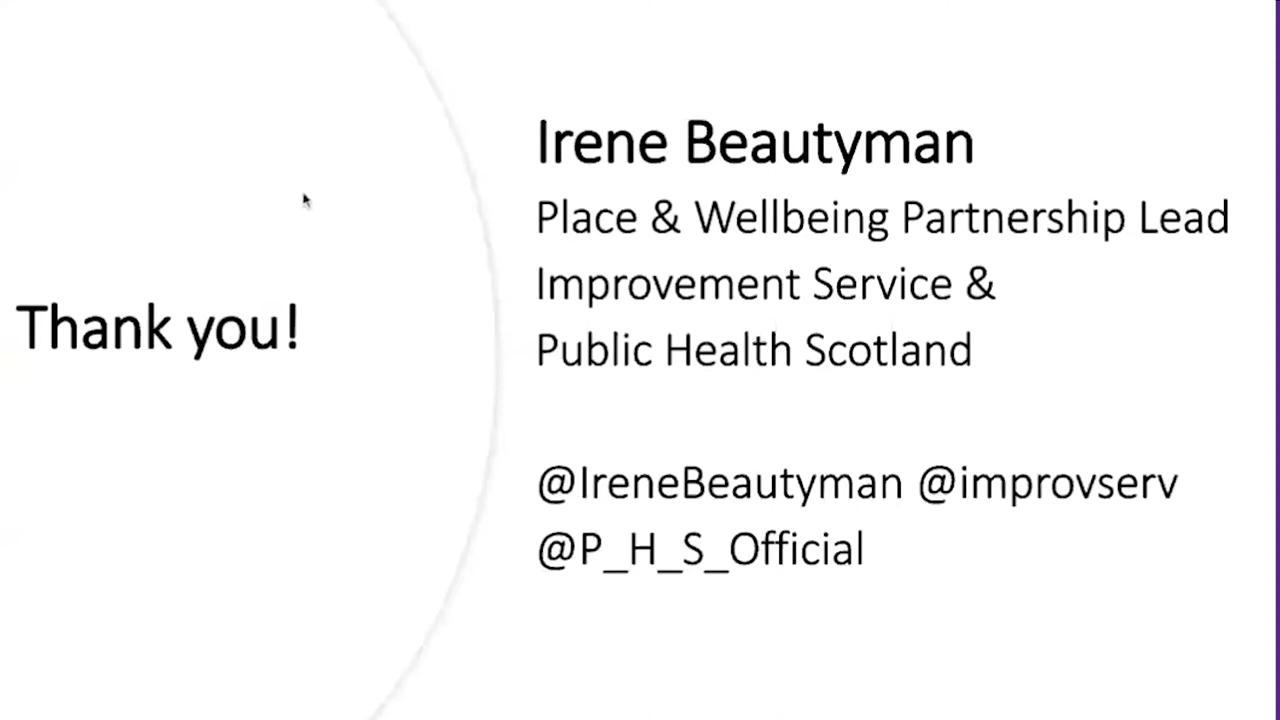 Thank you!
Irene Beautyman
Place & Wellbeing Partnership Lead
Improvement Service &
Public Health Scotland
@IreneBeautyman @improvserv
@P_H_S_Official